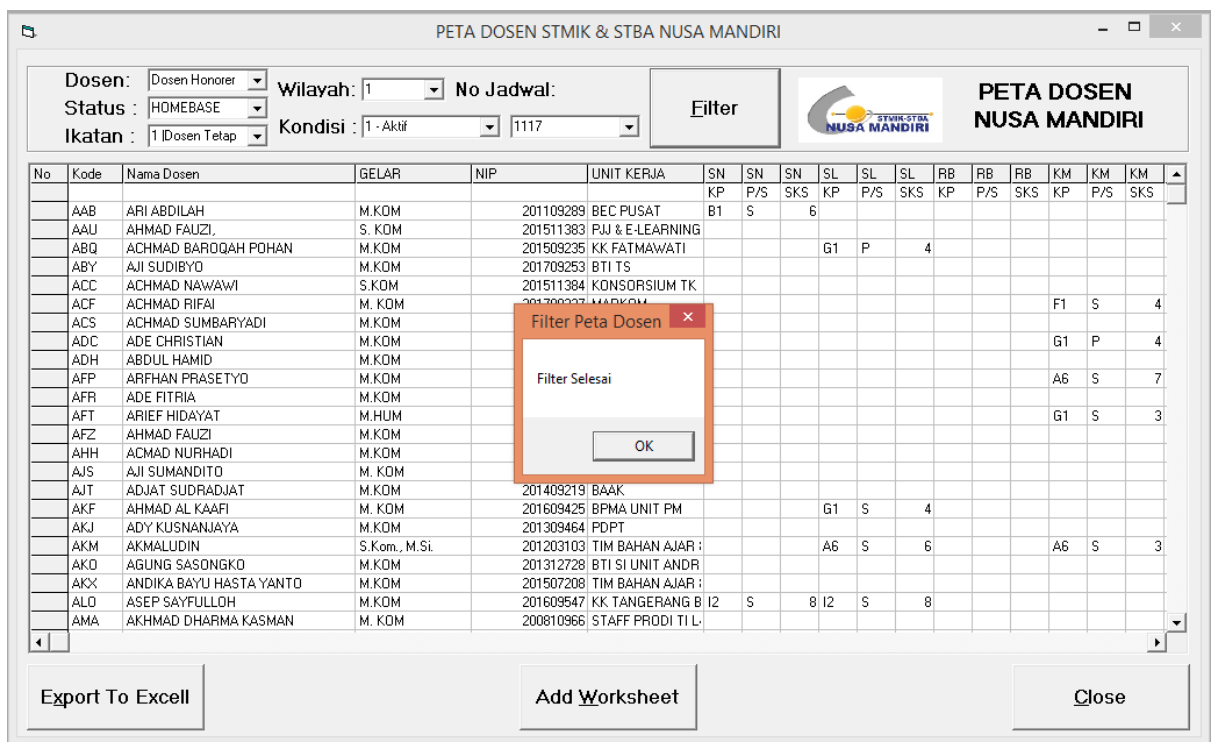 PETA DOSEN STMIK & STBA NUSA MANDIRI
Dosen: Dosen Honorer Wilayah: 1 No Jadwal:
Status : HOMEBASE Kondisi : 1 - Aktif 1117
Ikatan : 1 |Dosen Tetap
Filter
STMIK-STBA
NUSA MANDIRI
PETA DOSEN
NUSA MANDIRI
No Kode Nama Dosen GELAR NIP UNIT KERJA SN SN SN SL SL SL RB RB RB KM KM KM
KP P/S SKS KP P/S SKS KP P/S SKS KP P/S SKS
AAB ARI ABDILAH M.KOM 201109289 BEC PUSAT B1 S 6
AAU AHMAD FAUZI, S. KOM 201511383 PJJ & E-LEARNING
ABQ ACHMAD BAROQAH POHAN M.KOM 201509235 KK FATMAWATI G1 P 4
ABY AJI SUDIBYO M.KOM 201709253 BTI TS
ACC ACHMAD NAWAWI S.KOM 201511384 KONSORSIUM TK
ACF ACHMAD RIFAI M. KOM F1 S 4
ACS ACHMAD SUMBARYADI M.KOM
ADC ADE CHRISTIAN M.KOM G1 P 4
ADH ABDUL HAMID M.KOM
AFP ARFHAN PRASETYO M.KOM A6 S 7
AFR ADE FITRIA M.KOM
AFT ARIEF HIDAYAT M.HUM G1 S 3
AFZ AHMAD FAUZI M.KOM
AHH ACMAD NURHADI M.KOM
AJS AJI SUMANDITO M. KOM
AJT ADJAT SUDRADJAT M.KOM 201409219 BAAK
AKF AHMAD AL KAAFI M. KOM 201609425 BPMA UNIT PM G1 S 4
AKJ ADY KUSNANJAYA M.KOM 201309464 PDPT
AKM AKMALUDIN S.Kom., M.Si. 201203103 TIM BAHAN AJAR A6 S 6 A6 S 3
AKO AGUNG SASONGKO M.KOM 201312728 BTI SI UNIT ANDR
AKX ANDIKA BAYU HASTA YANTO M.KOM 201507208 TIM BAHAN AJAR
ALO ASEP SAYFULLOH M.KOM 201609547 KK TANGERANG B I2 S 8 I2 S 8
AMA AKHMAD DHARMA KASMAN M. KOM 200810966 STAFF PRODI TI L
Filter Peta Dosen
Filter Selesai
OK
Export To Excell
Add Worksheet
Close